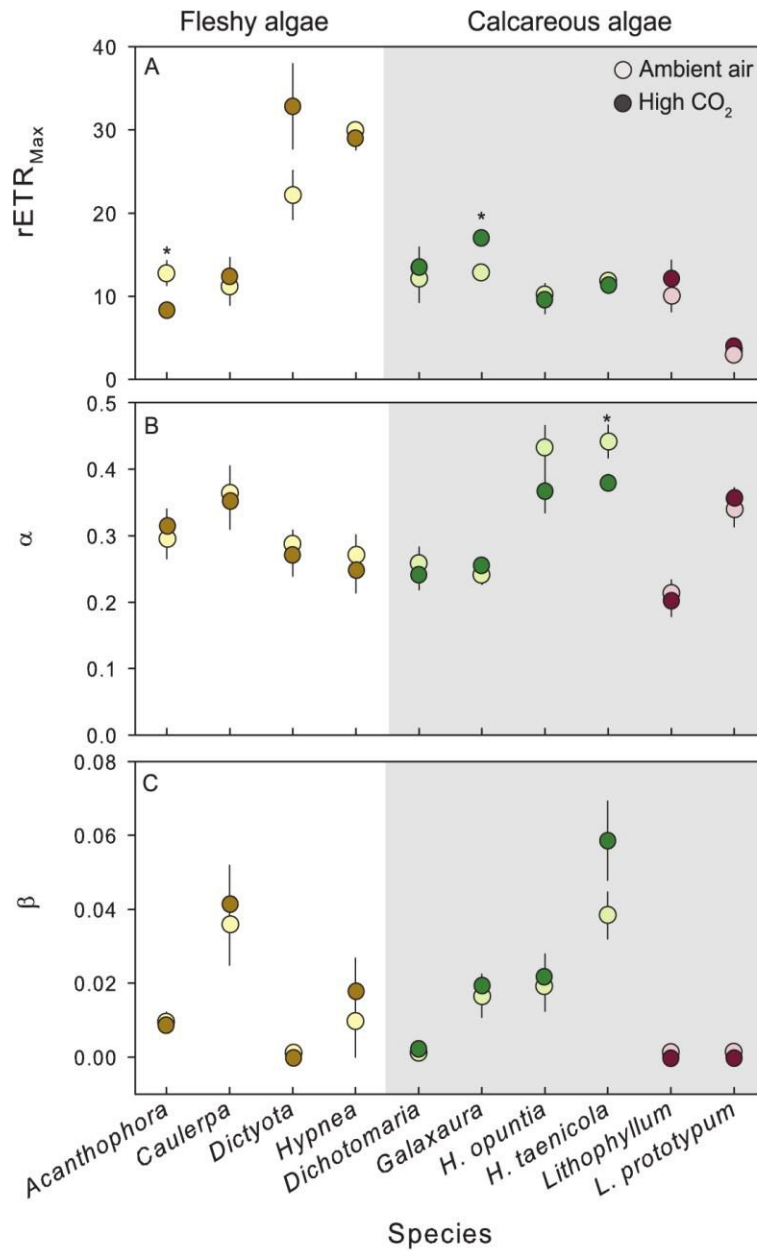 Fleshy algae
Calcareous algae
40
A
Ambient air
High CO₂
30
rETR_Max
*
*
20
10
0
0.5
B
*
0.4
α
0.3
0.2
0.1
0.0
0.08
C
0.06
β
0.04
0.02
0.00
Acanthophora
Caulerpa
Dictyota
Hypnea
Dichotomaria
Galaxaura
H. opuntia
H. taenicola
Lithophyllum
L. prototypum
Species